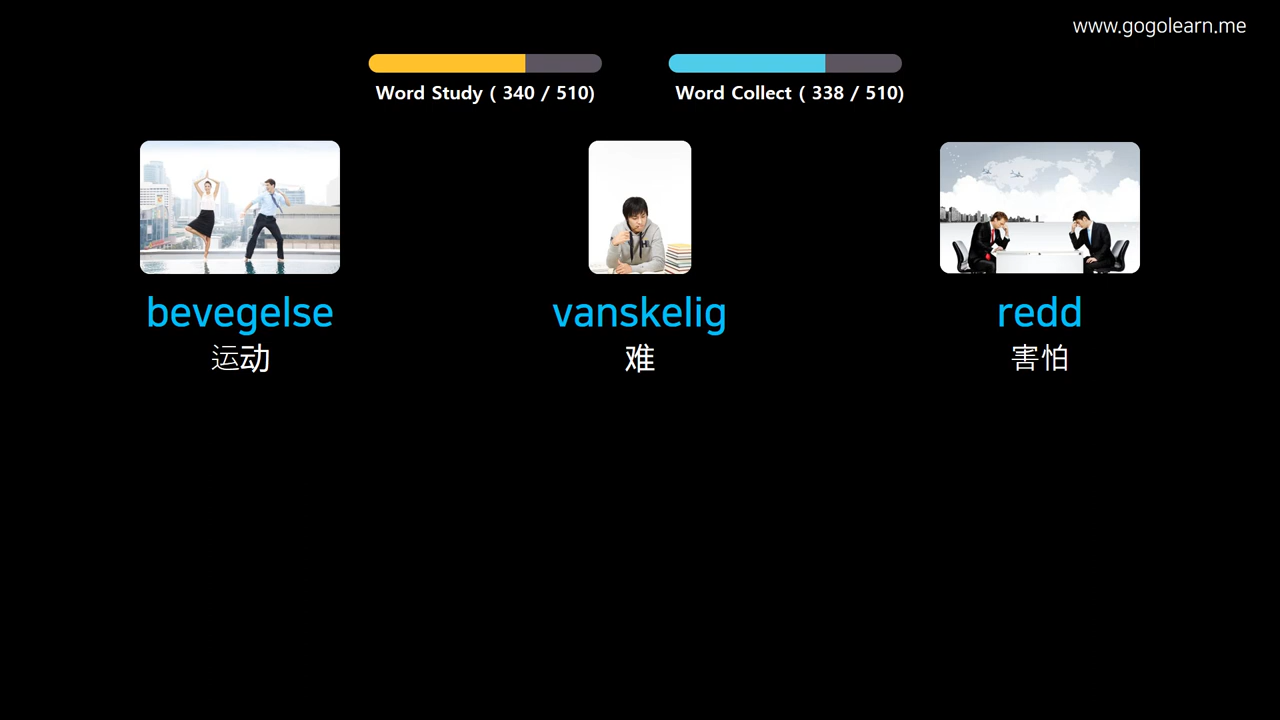 www.gogolearn.me
Word Study ( 340 / 510)
Word Collect ( 338 / 510)
bevegelse
运动
vanskelig
难
redd
害怕